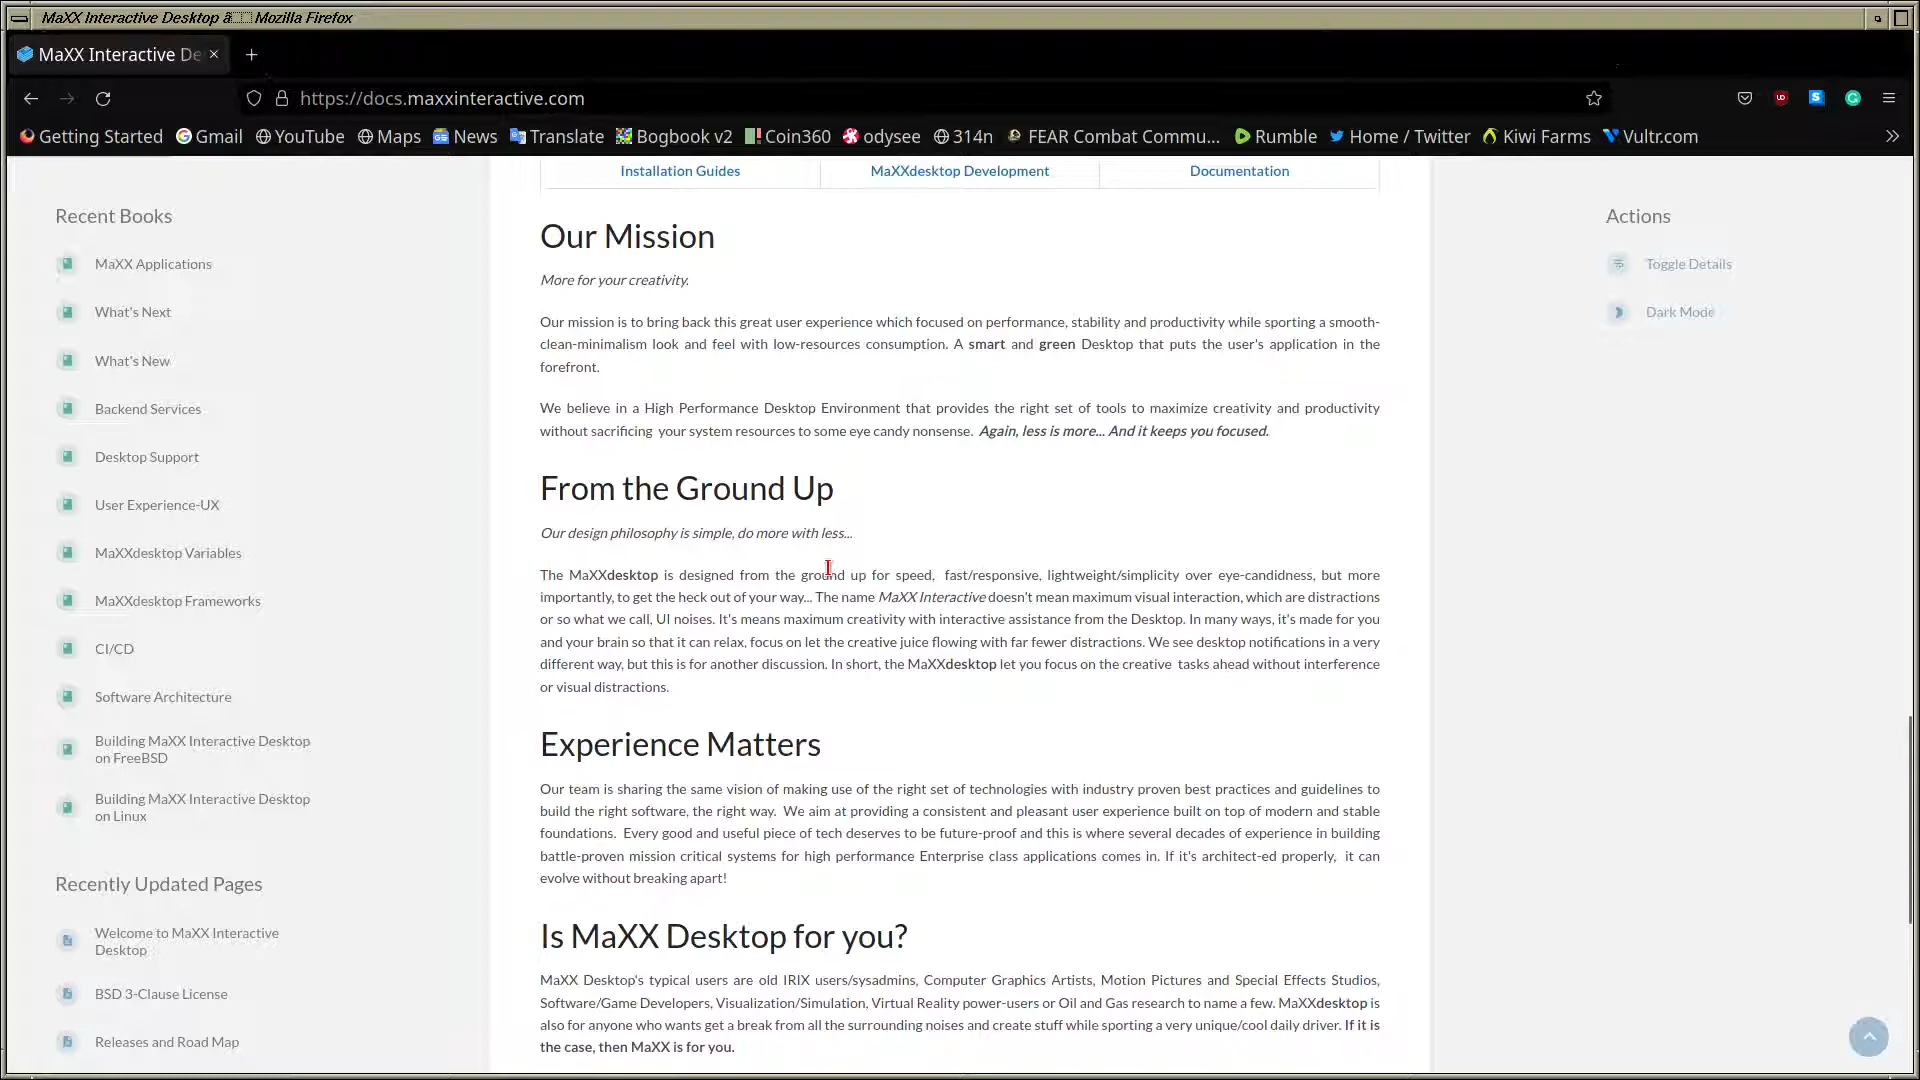 MaXX Interactive Desktop â Mozilla Firefox
MaXX Interactive De
https://docs.maxxinteractive.com
Getting Started Gmail YouTube Maps News Translate Bogbook v2 Coin360 odysee 314n FEAR Combat Commu... Rumble Home / Twitter Kiwi Farms Vultr.com
Installation Guides MaXXdesktop Development Documentation
Recent Books
MaXX Applications
What's Next
What's New
Backend Services
Desktop Support
User Experience-UX
MaXXdesktop Variables
MaXXdesktop Frameworks
CI/CD
Software Architecture
Building MaXX Interactive Desktop
on FreeBSD
Building MaXX Interactive Desktop
on Linux
Recently Updated Pages
Welcome to MaXX Interactive
Desktop
BSD 3-Clause License
Releases and Road Map
Our Mission
More for your creativity.
Our mission is to bring back this great user experience which focused on performance, stability and productivity while sporting a smooth-
clean-minimalism look and feel with low-resources consumption. A smart and green Desktop that puts the user's application in the
forefront.
We believe in a High Performance Desktop Environment that provides the right set of tools to maximize creativity and productivity
without sacrificing your system resources to some eye candy nonsense. Again, less is more... And it keeps you focused.
From the Ground Up
Our design philosophy is simple, do more with less...
The MaXXdesktop is designed from the ground up for speed, fast/responsive, lightweight/simplicity over eye-candidness, but more
importantly, to get the heck out of your way... The name MaXX Interactive doesn't mean maximum visual interaction, which are distractions
or so what we call, UI noises. It's means maximum creativity with interactive assistance from the Desktop. In many ways, it's made for you
and your brain so that it can relax, focus on let the creative juice flowing with far fewer distractions. We see desktop notifications in a very
different way, but this is for another discussion. In short, the MaXXdesktop let you focus on the creative tasks ahead without interference
or visual distractions.
Experience Matters
Our team is sharing the same vision of making use of the right set of technologies with industry proven best practices and guidelines to
build the right software, the right way. We aim at providing a consistent and pleasant user experience built on top of modern and stable
foundations. Every good and useful piece of tech deserves to be future-proof and this is where several decades of experience in building
battle-proven mission critical systems for high performance Enterprise class applications comes in. If it's architect-ed properly, it can
evolve without breaking apart!
Is MaXX Desktop for you?
MaXX Desktop's typical users are old IRIX users/sysadmins, Computer Graphics Artists, Motion Pictures and Special Effects Studios,
Software/Game Developers, Visualization/Simulation, Virtual Reality power-users or Oil and Gas research to name a few. MaXXdesktop is
also for anyone who wants get a break from all the surrounding noises and create stuff while sporting a very unique/cool daily driver. If it is
the case, then MaXX is for you.
Actions
Toggle Details
Dark Mode